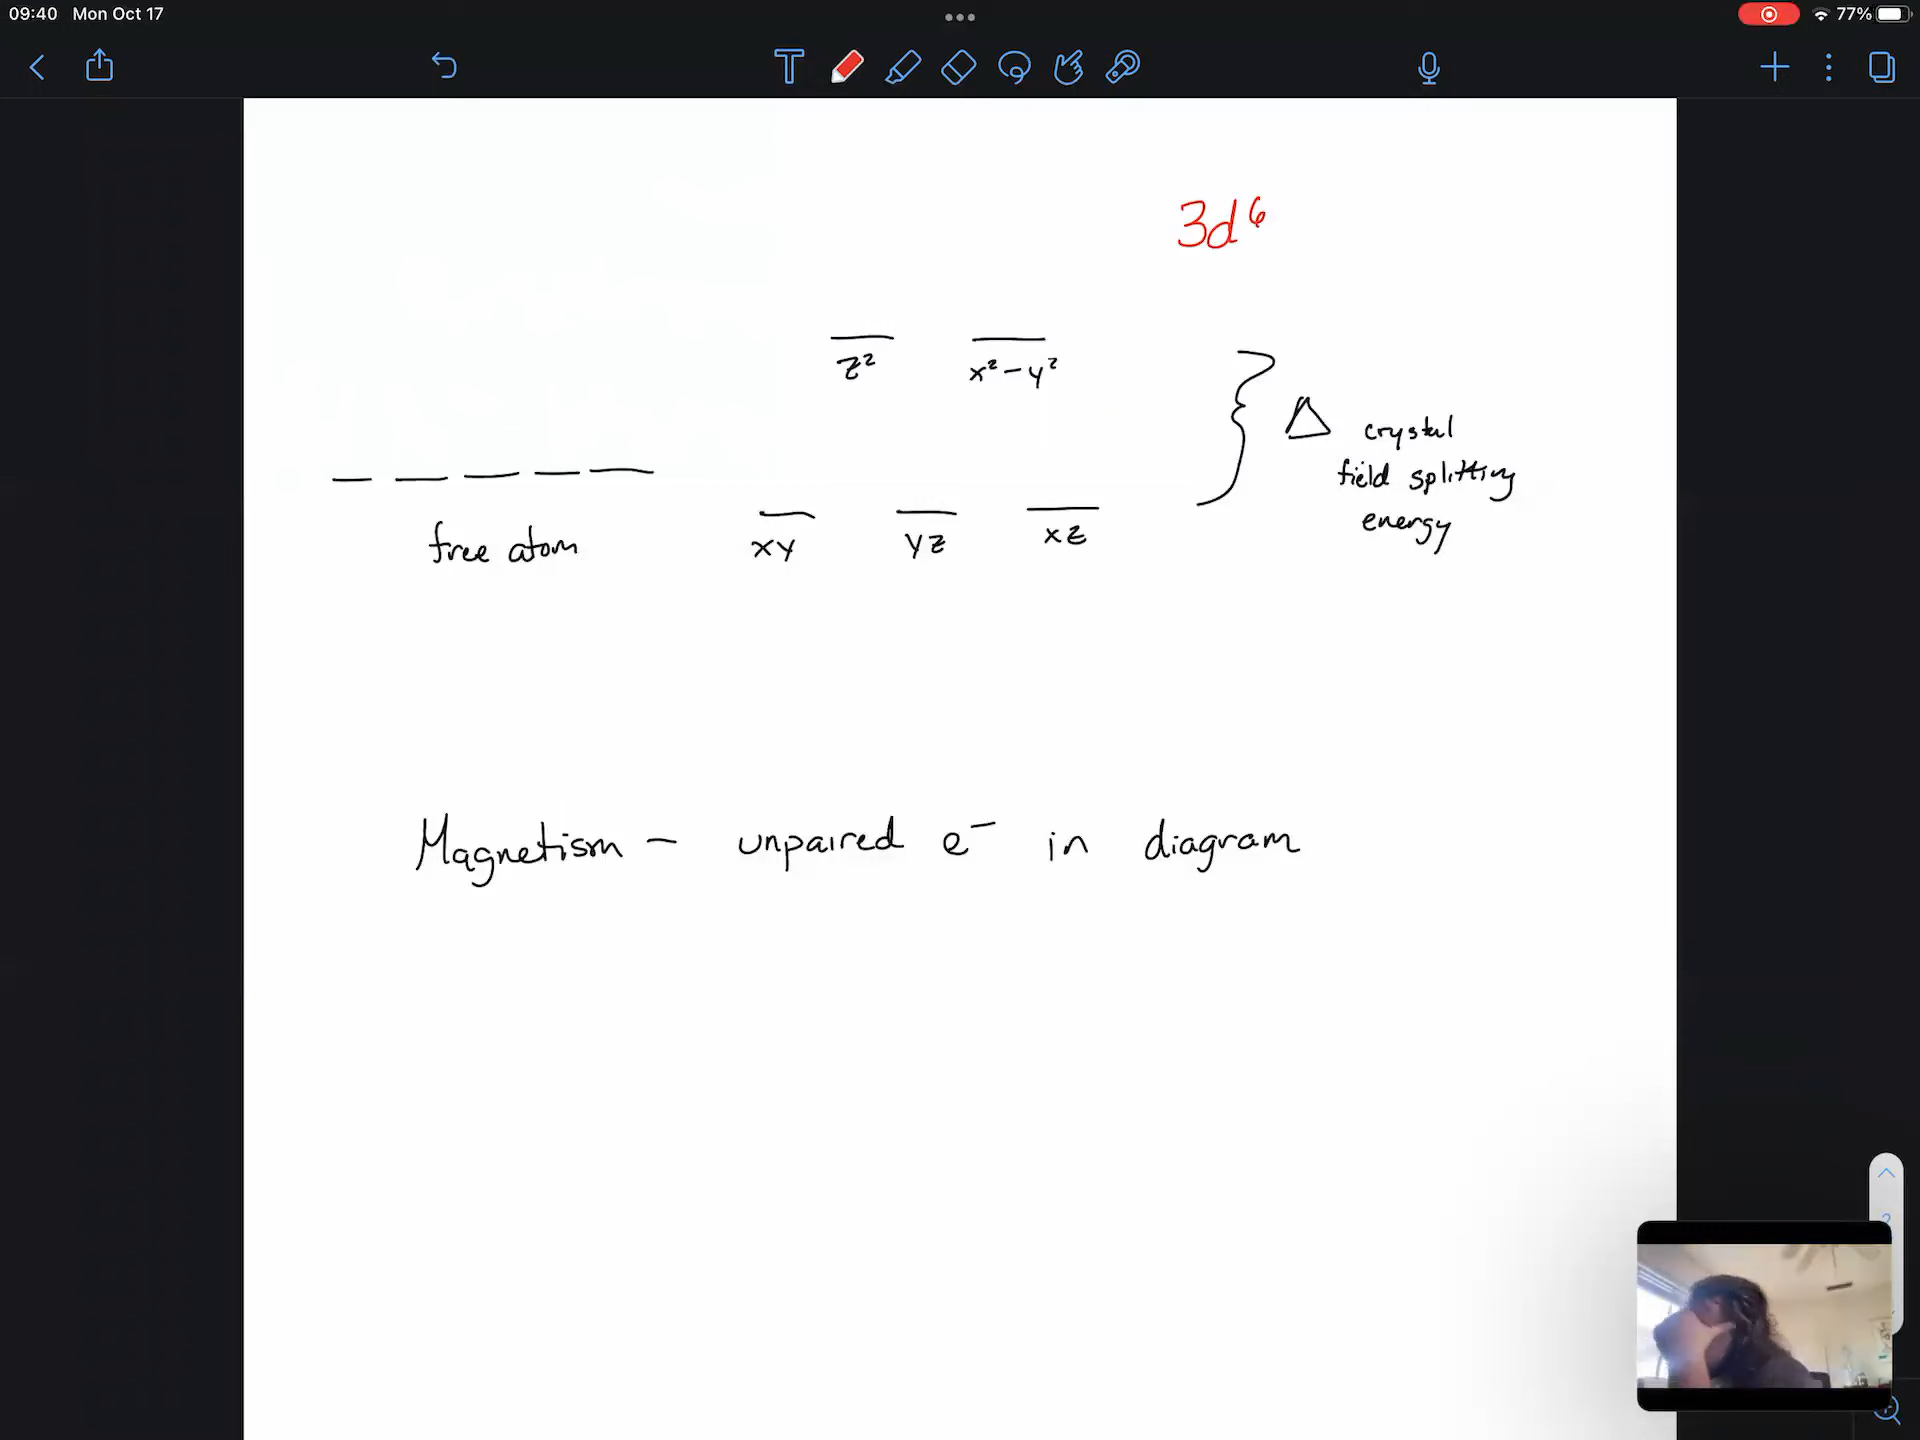 09:40 Mon Oct 17
77%
3d⁶
z² x²-y²
Δ crystal
field splitting
energy
free atom
xy yz xz
Magnetism - unpaired e⁻ in diagram
2